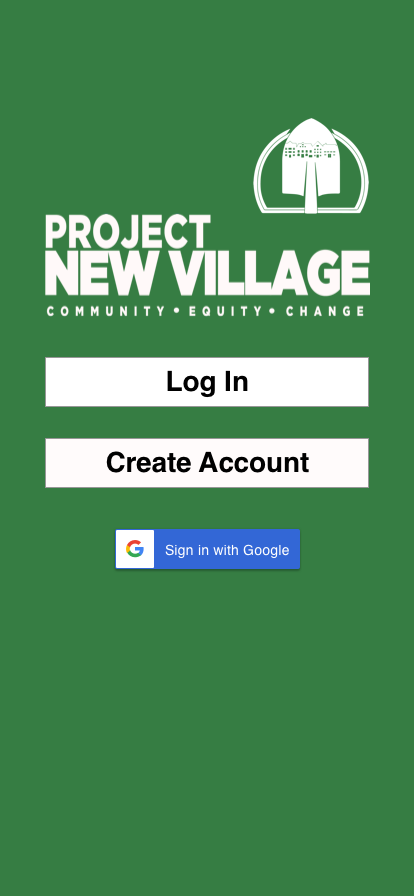 PROJECT
NEW VILLAGE
COMMUNITY • EQUITY • CHANGE
Log In
Create Account
Sign in with Google